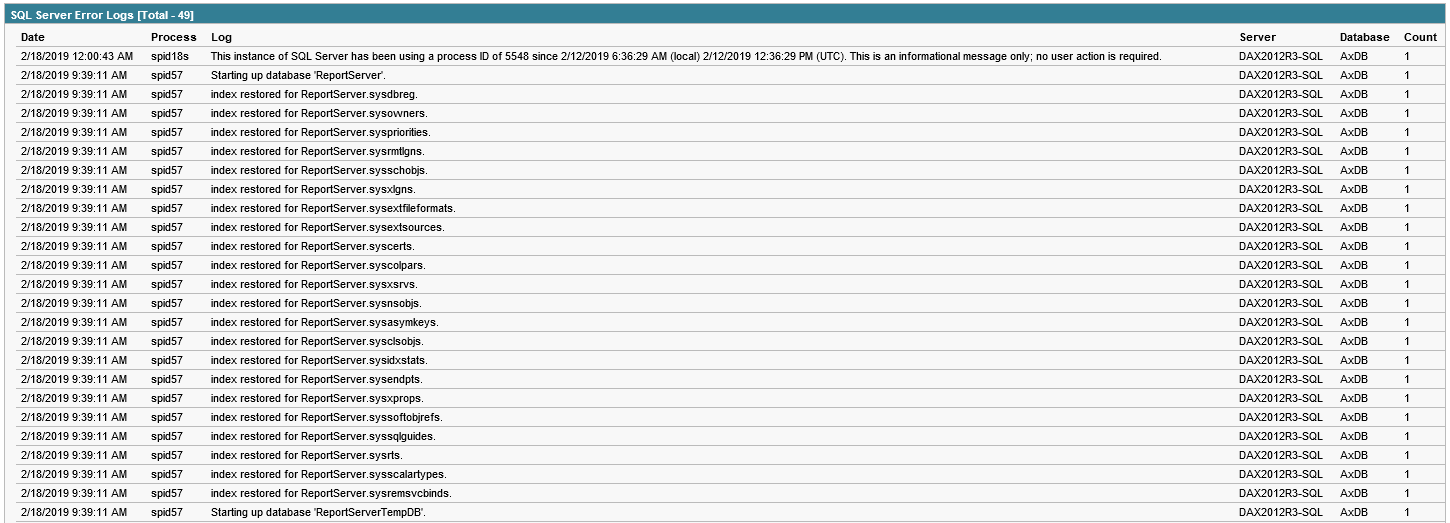 SQL Server Error Logs [Total - 49]
Date Process Log Server Database Count
2/18/2019 12:00:43 AM spid18s This instance of SQL Server has been using a process ID of 5548 since 2/12/2019 6:36:29 AM (local) 2/12/2019 12:36:29 PM (UTC). This is an informational message only; no user action is required. DAX2012R3-SQL AxDB 1
2/18/2019 9:39:11 AM spid57 Starting up database 'ReportServer'. DAX2012R3-SQL AxDB 1
2/18/2019 9:39:11 AM spid57 index restored for ReportServer.sysdbreg. DAX2012R3-SQL AxDB 1
2/18/2019 9:39:11 AM spid57 index restored for ReportServer.sysowners. DAX2012R3-SQL AxDB 1
2/18/2019 9:39:11 AM spid57 index restored for ReportServer.syspriorities. DAX2012R3-SQL AxDB 1
2/18/2019 9:39:11 AM spid57 index restored for ReportServer.sysrmtlgns. DAX2012R3-SQL AxDB 1
2/18/2019 9:39:11 AM spid57 index restored for ReportServer.sysschobjs. DAX2012R3-SQL AxDB 1
2/18/2019 9:39:11 AM spid57 index restored for ReportServer.sysxlgns. DAX2012R3-SQL AxDB 1
2/18/2019 9:39:11 AM spid57 index restored for ReportServer.sysextfileformats. DAX2012R3-SQL AxDB 1
2/18/2019 9:39:11 AM spid57 index restored for ReportServer.sysextsources. DAX2012R3-SQL AxDB 1
2/18/2019 9:39:11 AM spid57 index restored for ReportServer.syscerts. DAX2012R3-SQL AxDB 1
2/18/2019 9:39:11 AM spid57 index restored for ReportServer.syscolpars. DAX2012R3-SQL AxDB 1
2/18/2019 9:39:11 AM spid57 index restored for ReportServer.sysxsrvs. DAX2012R3-SQL AxDB 1
2/18/2019 9:39:11 AM spid57 index restored for ReportServer.sysnsobjs. DAX2012R3-SQL AxDB 1
2/18/2019 9:39:11 AM spid57 index restored for ReportServer.sysasymkeys. DAX2012R3-SQL AxDB 1
2/18/2019 9:39:11 AM spid57 index restored for ReportServer.sysclsobjs. DAX2012R3-SQL AxDB 1
2/18/2019 9:39:11 AM spid57 index restored for ReportServer.sysidxstats. DAX2012R3-SQL AxDB 1
2/18/2019 9:39:11 AM spid57 index restored for ReportServer.sysendpts. DAX2012R3-SQL AxDB 1
2/18/2019 9:39:11 AM spid57 index restored for ReportServer.sysxprops. DAX2012R3-SQL AxDB 1
2/18/2019 9:39:11 AM spid57 index restored for ReportServer.syssoftobjrefs. DAX2012R3-SQL AxDB 1
2/18/2019 9:39:11 AM spid57 index restored for ReportServer.syssqlguides. DAX2012R3-SQL AxDB 1
2/18/2019 9:39:11 AM spid57 index restored for ReportServer.sysrts. DAX2012R3-SQL AxDB 1
2/18/2019 9:39:11 AM spid57 index restored for ReportServer.sysscalartypes. DAX2012R3-SQL AxDB 1
2/18/2019 9:39:11 AM spid57 index restored for ReportServer.sysremsvcbinds. DAX2012R3-SQL AxDB 1
2/18/2019 9:39:11 AM spid57 Starting up database 'ReportServerTempDB'. DAX2012R3-SQL AxDB 1